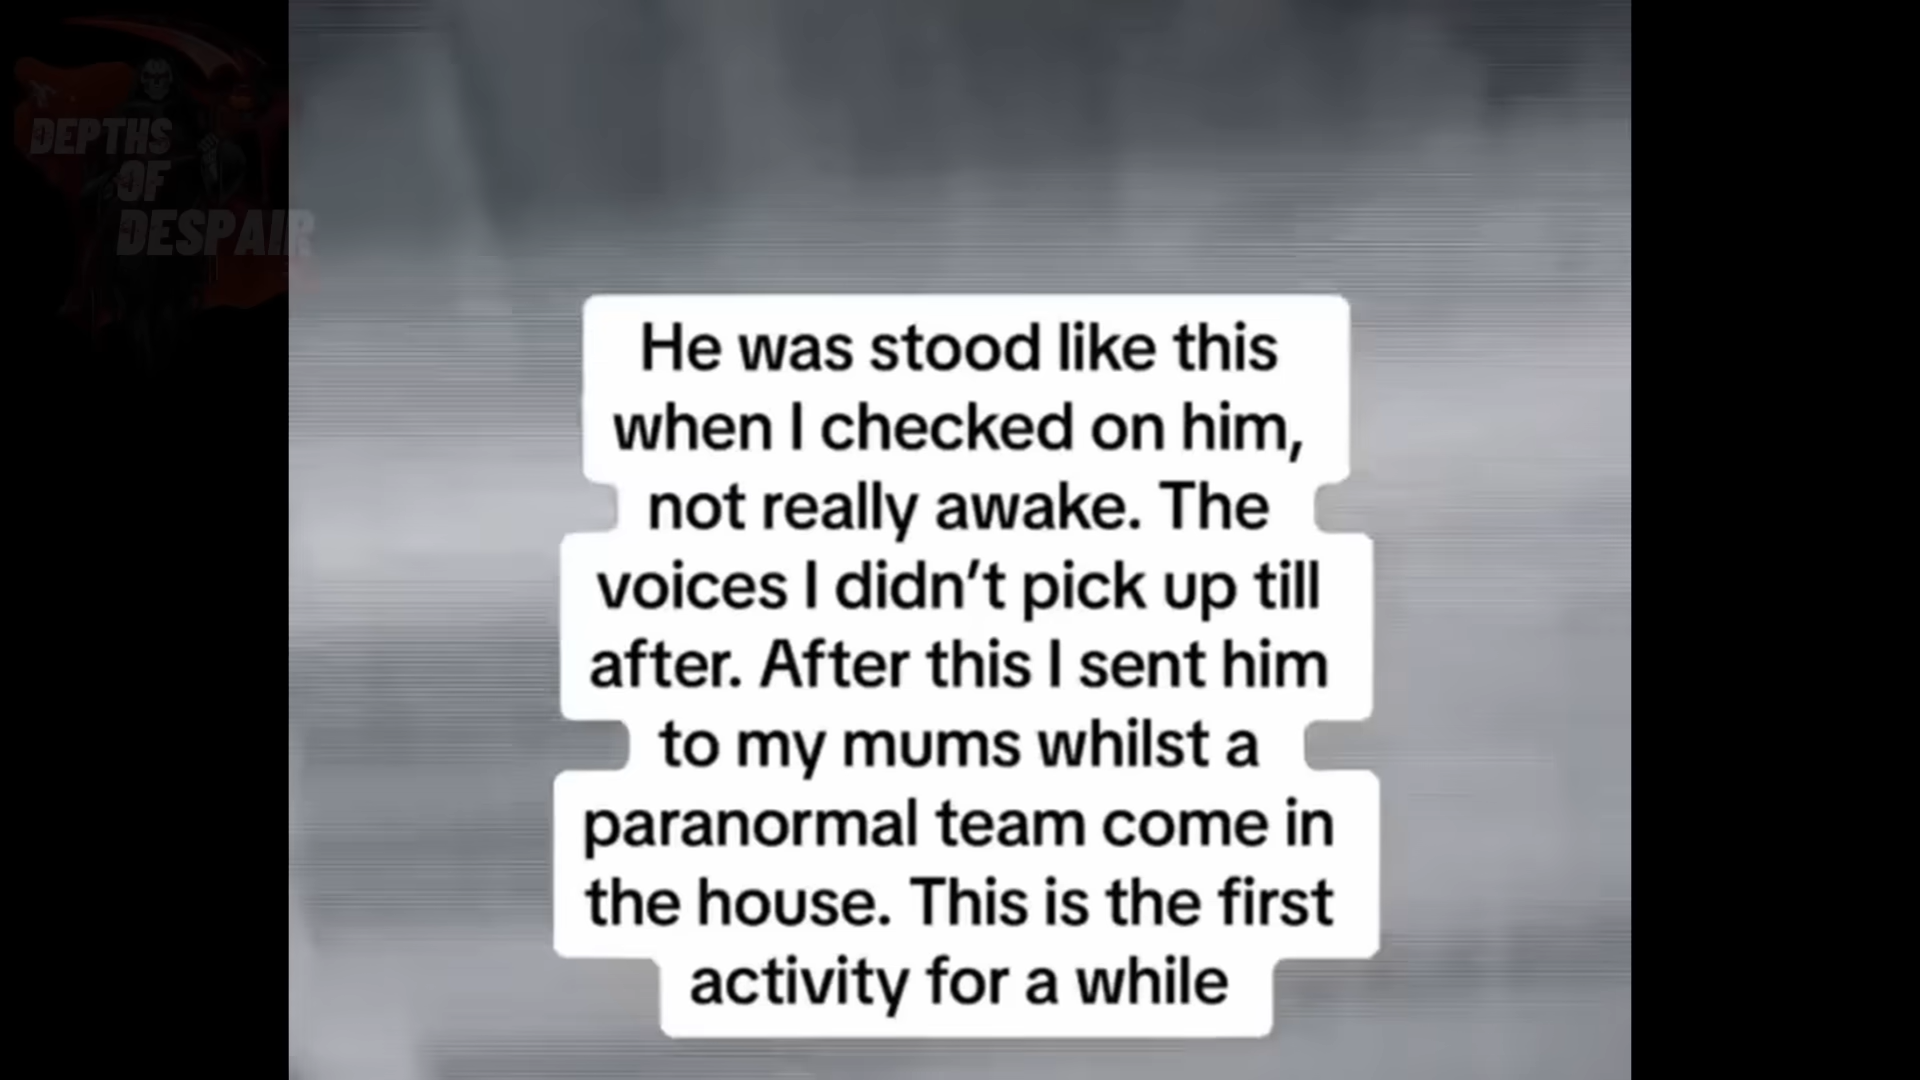 DEPTHS
OF
DESPAIR
He was stood like this
when I checked on him,
not really awake. The
voices I didn’t pick up till
after. After this I sent him
to my mums whilst a
paranormal team come in
the house. This is the first
activity for a while